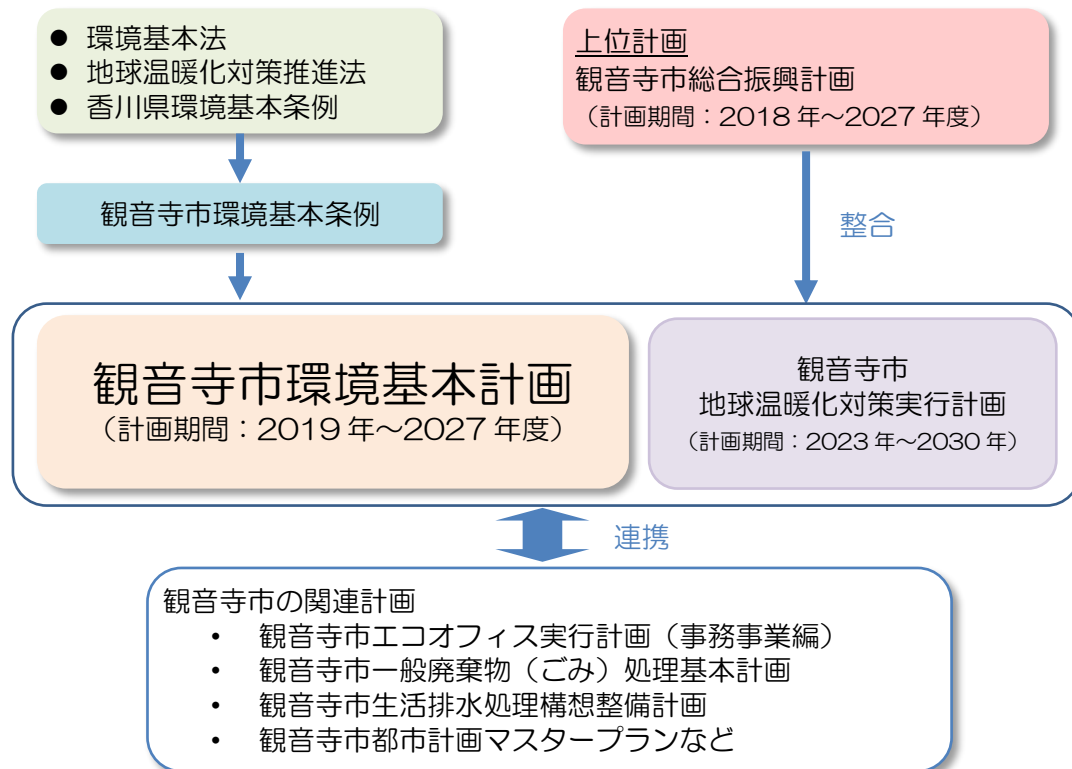 ● 環境基本法
● 地球温暖化対策推進法
● 香川県環境基本条例
上位計画
観音寺市総合振興計画
（計画期間：2018年～2027年度）
観音寺市環境基本条例
整合
観音寺市環境基本計画
（計画期間：2019年～2027年度）
観音寺市
地球温暖化対策実行計画
（計画期間：2023年～2030年）
連携
観音寺市の関連計画
・ 観音寺市エコオフィス実行計画（事務事業編）
・ 観音寺市一般廃棄物（ごみ）処理基本計画
・ 観音寺市生活排水処理構想整備計画
・ 観音寺市都市計画マスタープランなど